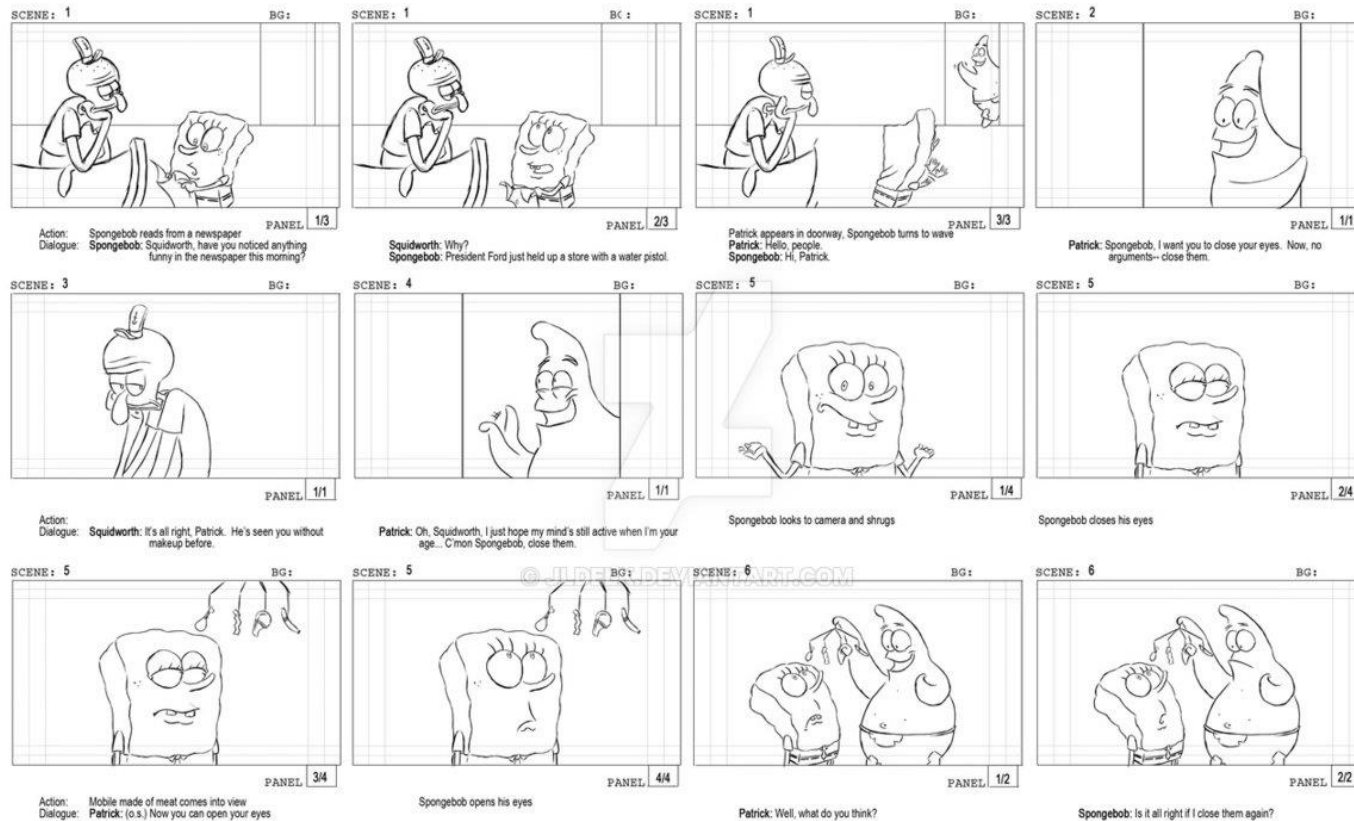 SCENE: 1 BG:
SCENE: 1 BG:
SCENE: 1 BG:
SCENE: 2 BG:
PANEL 1/3
PANEL 2/3
PANEL 3/3
PANEL 1/1
Action: Spongebob reads from a newspaper
Dialogue: Spongebob: Squidworth, have you noticed anything
funny in the newspaper this morning?
Squidworth: Why?
Spongebob: President Ford just held up a store with a water pistol.
Patrick appears in doorway, Spongebob turns to wave
Patrick: Hello, people.
Spongebob: Hi, Patrick.
Patrick: Spongebob, I want you to close your eyes. Now, no
arguments-- close them.
SCENE: 3 BG:
SCENE: 4 BG:
SCENE: 5 BG:
SCENE: 5 BG:
PANEL 1/1
PANEL 1/1
PANEL 1/4
PANEL 2/4
Action:
Dialogue: Squidworth: It's all right, Patrick. He's seen you without
makeup before.
Patrick: Oh, Squidworth, I just hope my mind's still active when I'm your
age... C'mon Spongebob, close them.
Spongebob looks to camera and shrugs
Spongebob closes his eyes
SCENE: 5 BG:
SCENE: 5 BG:
SCENE: 6 BG:
SCENE: 6 BG:
PANEL 3/4
PANEL 4/4
PANEL 1/2
PANEL 2/2
Action: Mobile made of meat comes into view
Dialogue: Patrick: (o.s.) Now you can open your eyes
Spongebob opens his eyes
Patrick: Well, what do you think?
Spongebob: Is it all right if I close them again?